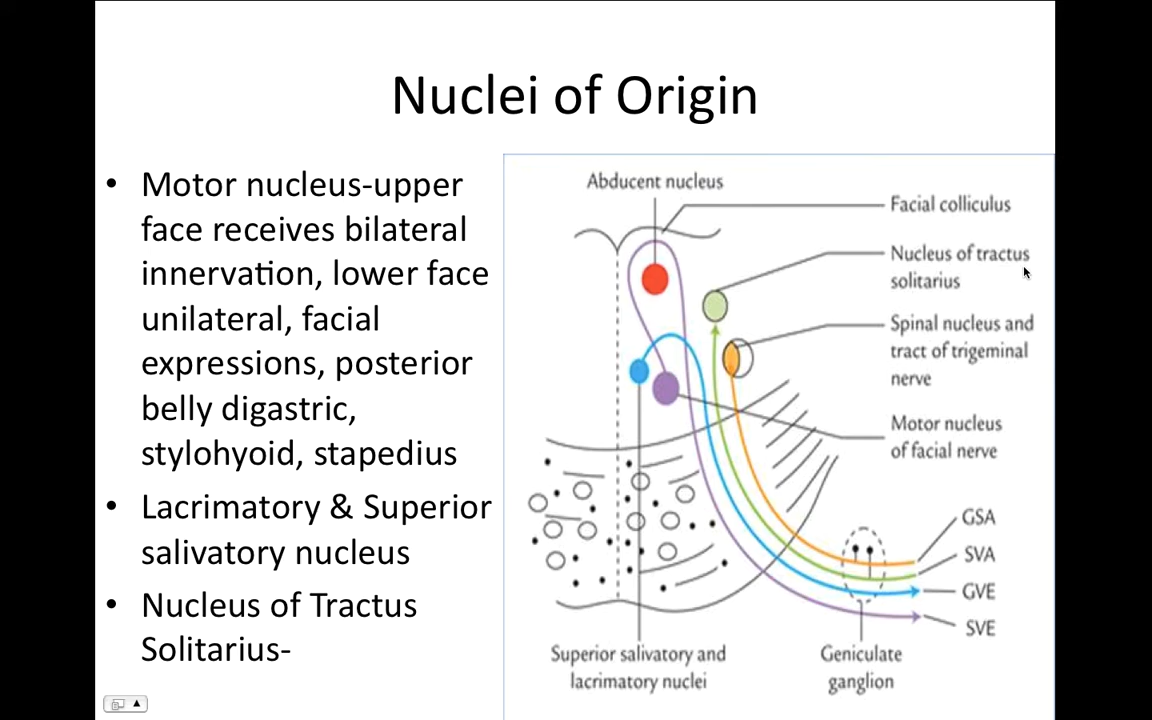 Nuclei of Origin
• Motor nucleus-upper
face receives bilateral
innervation, lower face
unilateral, facial
expressions, posterior
belly digastric,
stylohyoid, stapedius
• Lacrimatory & Superior
salivatory nucleus
• Nucleus of Tractus
Solitarius-
Abducent nucleus
Facial colliculus
Nucleus of tractus
solitarius
Spinal nucleus and
tract of trigeminal
nerve
Motor nucleus
of facial nerve
GSA
SVA
GVE
SVE
Superior salivatory and
lacrimatory nuclei
Geniculate
ganglion